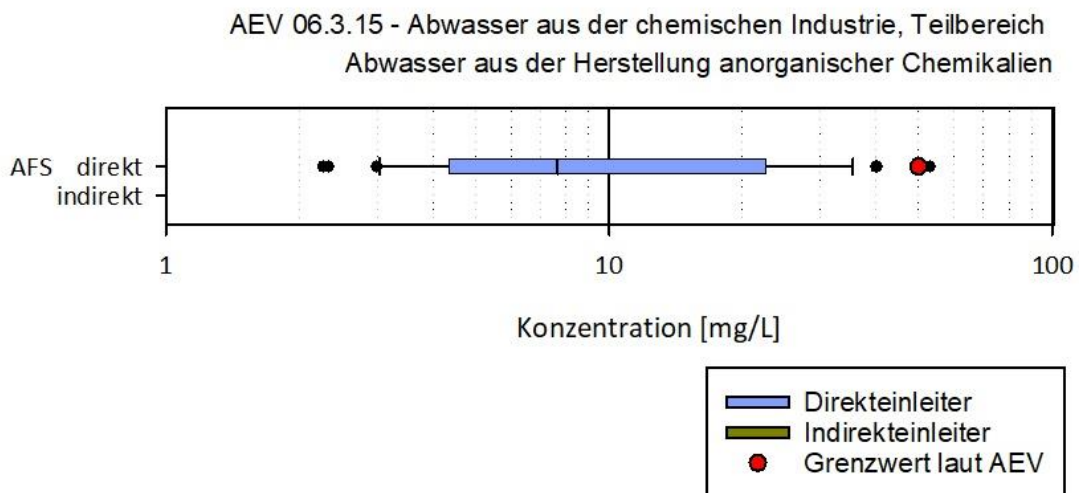 AEV 06.3.15 - Abwasser aus der chemischen Industrie, Teilbereich
Abwasser aus der Herstellung anorganischer Chemikalien
AFS direkt
indirekt
1 10 100
Konzentration [mg/L]
Direkteinleiter
Indirekteinleiter
Grenzwert laut AEV